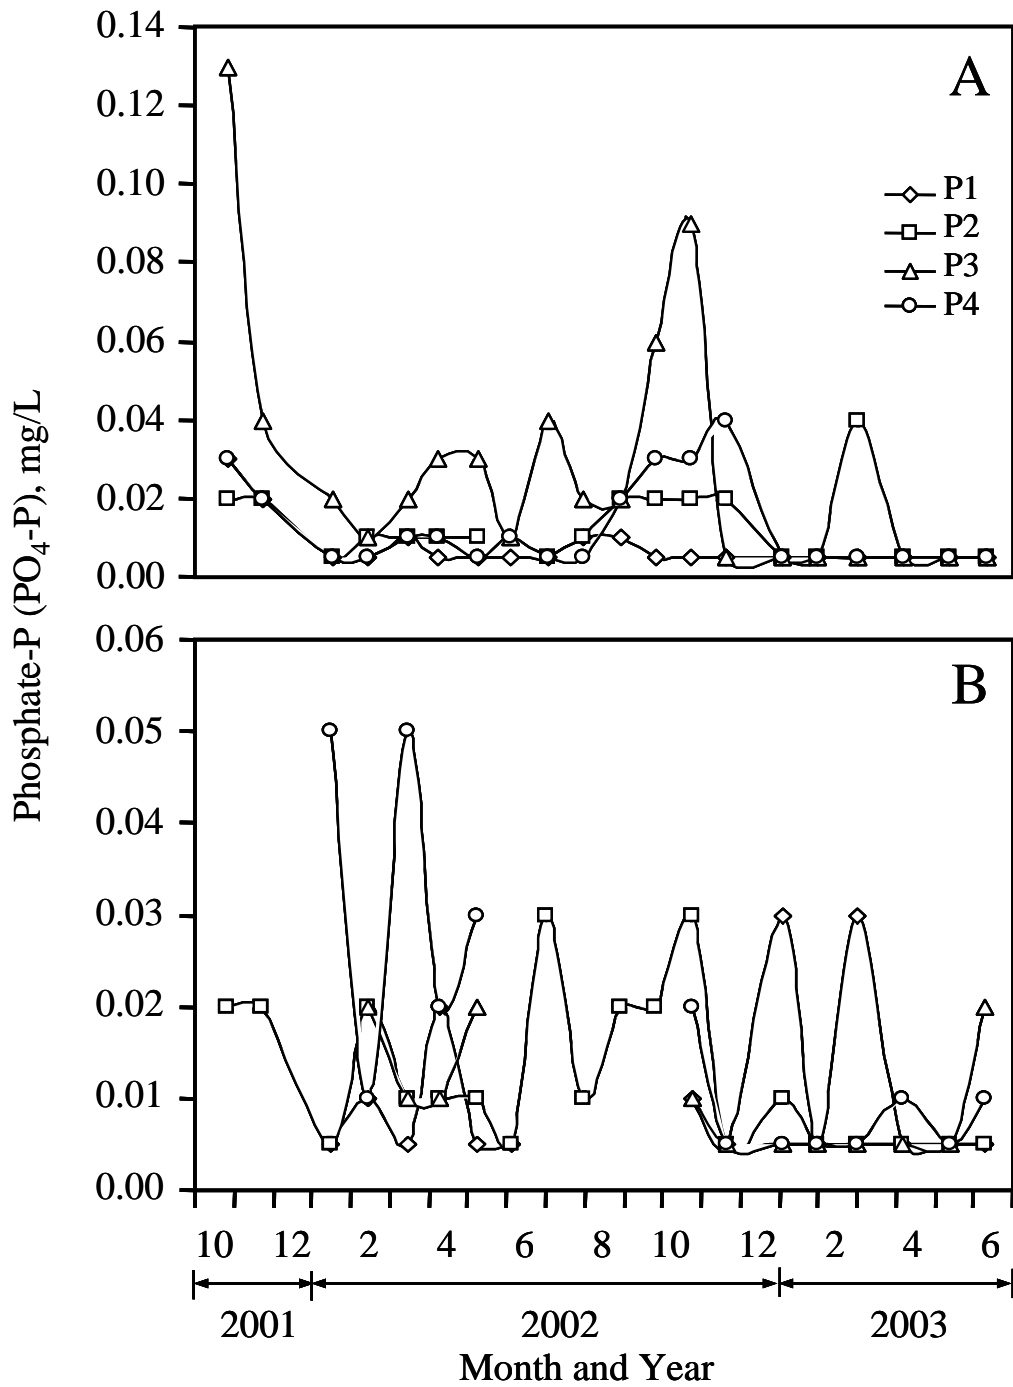 0.14
A
0.12
0.10
P1
P2
0.08
P3
P4
0.06
0.04
0.02
0.00
Phosphate-P (PO4-P), mg/L
0.06
B
0.05
0.04
0.03
0.02
0.01
0.00
10 12 2 4 6 8 10 12 2 4 6
2001 2002 2003
Month and Year